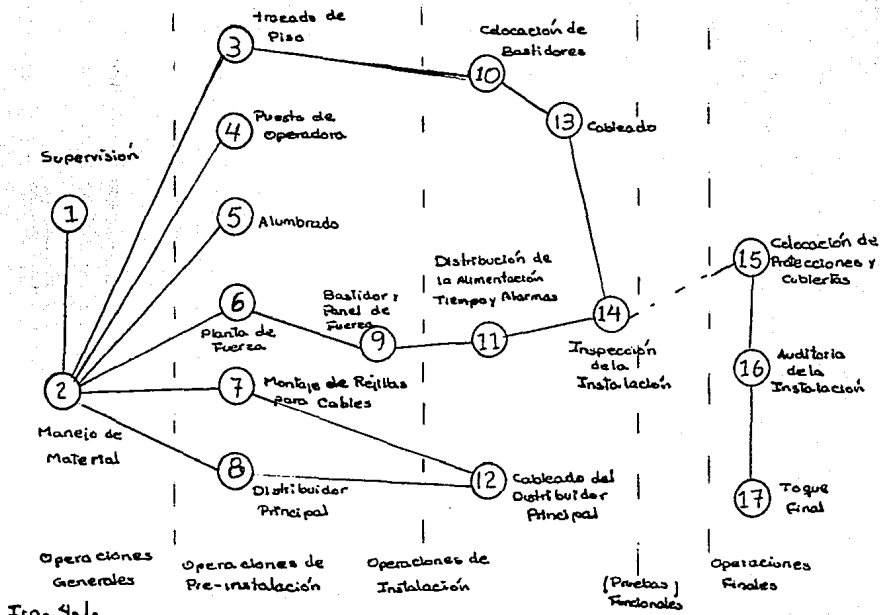 trazado de
Piso
3
Colocación de
Bastidores
10
4
Puesto de
Operadora
13
Cableado
Supervisión
1
5
Alumbrado
Distribución de
la Alimentación
Tiempo y Alarmas
15
Colocación de
Protecciones y
Cubiertas
6
Planta de
Fuerza
Bastidor y
Panel de
Fuerza
9
11
14
Inspección
de la
Instalación
16
Auditoria
de la
Instalación
2
Manejo de
Material
7
Montaje de Rejillas
para Cables
8
Distribuidor
Principal
12
Cableado del
Distribuidor
Principal
17
Toque
Final
Operaciones
Generales
Operaciones de
Pre-instalación
Operaciones de
Instalación
(Pruebas)
Funcionales
Operaciones
Finales